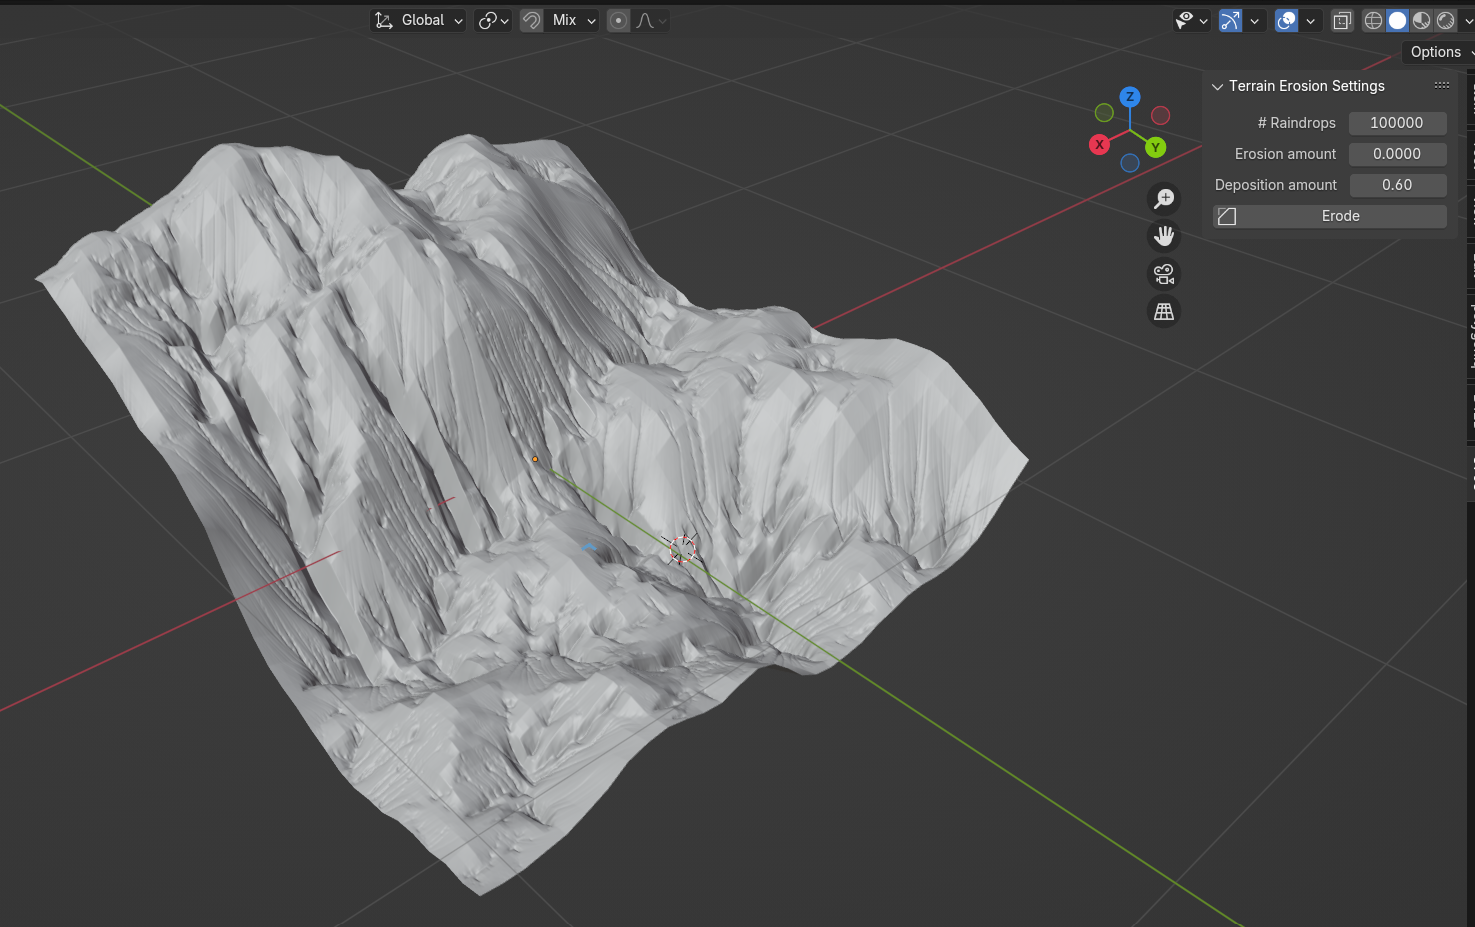 Global
Mix
Options
Z
X
Y
Terrain Erosion Settings
# Raindrops 100000
Erosion amount 0.0000
Deposition amount 0.60
Erode